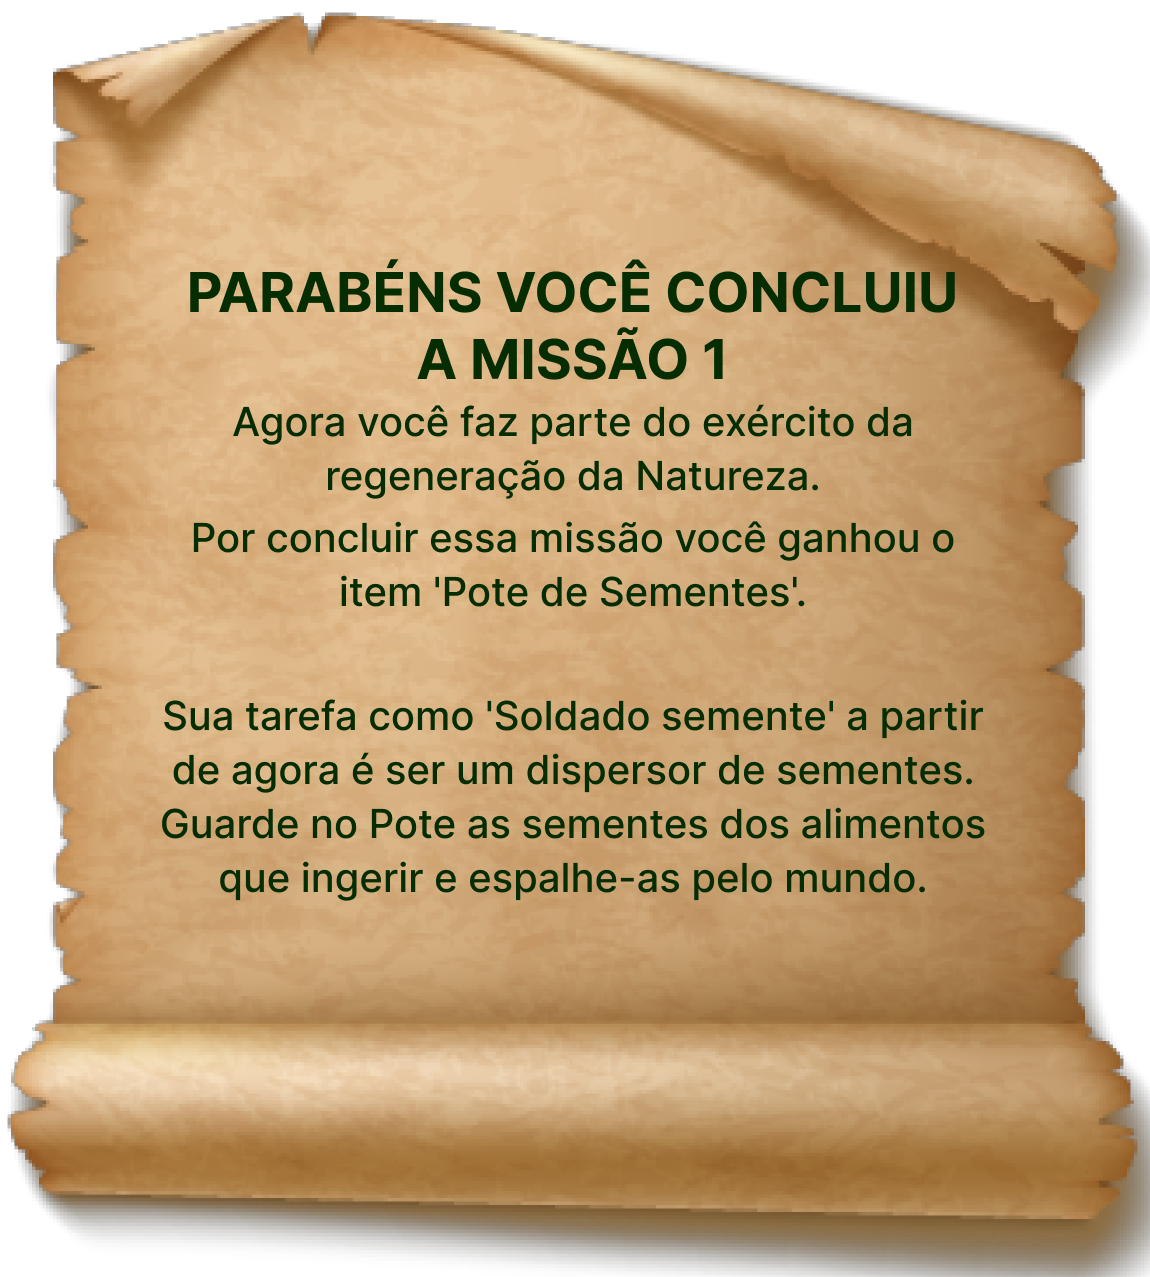 PARABÉNS VOCÊ CONCLUIU
A MISSÃO 1
Agora você faz parte do exército da
regeneração da Natureza.
Por concluir essa missão você ganhou o
item 'Pote de Sementes'.
Sua tarefa como 'Soldado semente' a partir
de agora é ser um dispersor de sementes.
Guarde no Pote as sementes dos alimentos
que ingerir e espalhe-as pelo mundo.